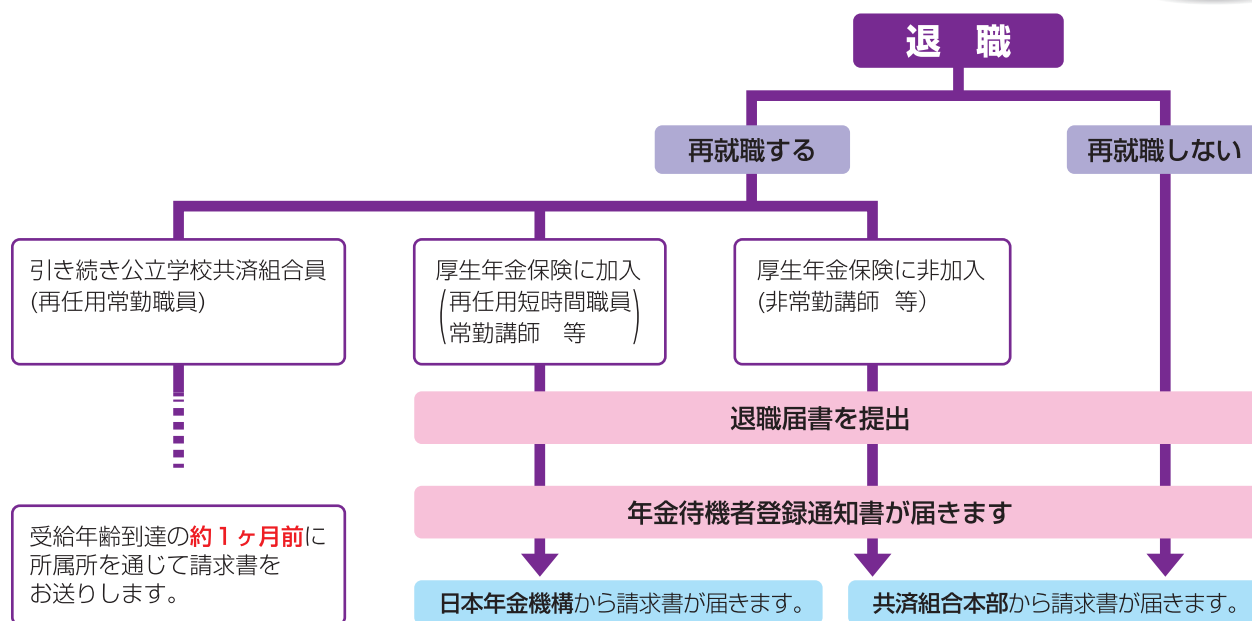 退　職
再就職する
再就職しない
引き続き公立学校共済組合員
(再任用常勤職員)
厚生年金保険に加入
(再任用短時間職員
常勤講師　等)
厚生年金保険に非加入
(非常勤講師　等)
退職届書を提出
年金待機者登録通知書が届きます
受給年齢到達の約１ヶ月前に
所属所を通じて請求書を
お送りします。
日本年金機構から請求書が届きます。
共済組合本部から請求書が届きます。